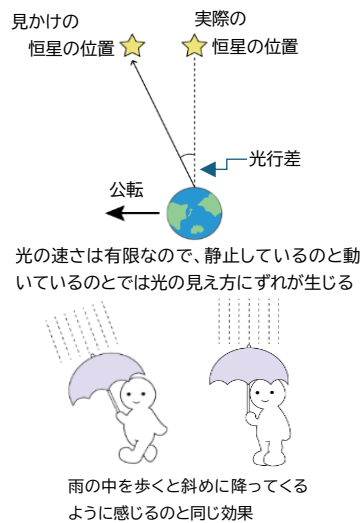 見かけの
恒星の位置
実際の
恒星の位置
光行差
公転
光の速さは有限なので、静止しているのと動
いているのとでは光の見え方にずれが生じる
雨の中を歩くと斜めに降ってくる
ように感じるのと同じ効果